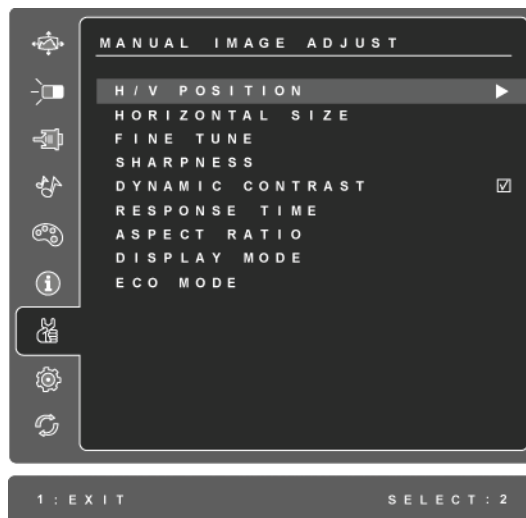 MANUAL IMAGE ADJUST
H/V POSITION
HORIZONTAL SIZE
FINE TUNE
SHARPNESS
DYNAMIC CONTRAST
RESPONSE TIME
ASPECT RATIO
DISPLAY MODE
ECO MODE
1:EXIT SELECT:2